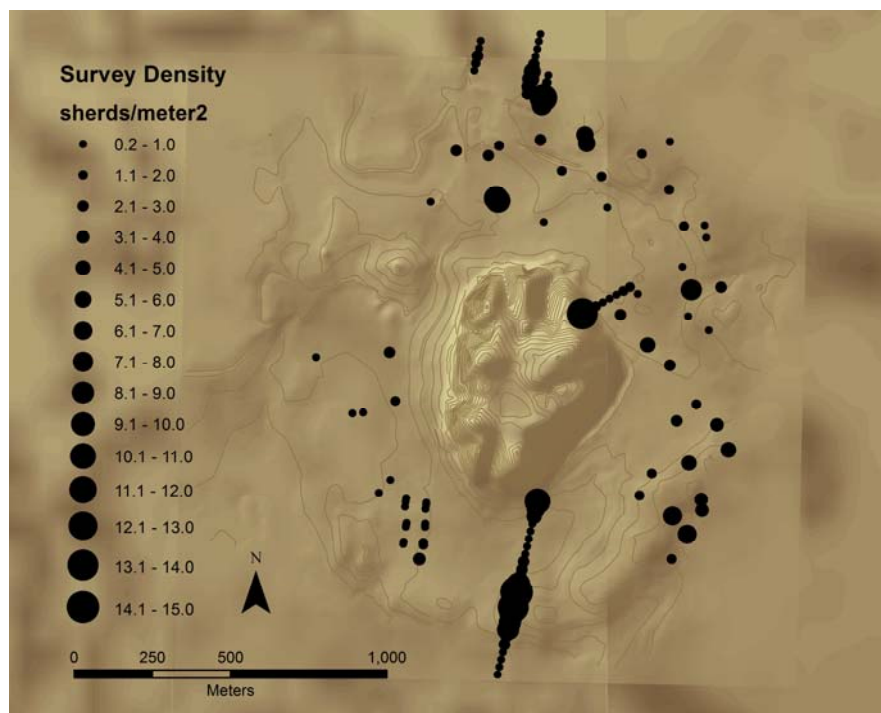 Survey Density
sherds/meter2
0.2 - 1.0
1.1 - 2.0
2.1 - 3.0
3.1 - 4.0
4.1 - 5.0
5.1 - 6.0
6.1 - 7.0
7.1 - 8.0
8.1 - 9.0
9.1 - 10.0
10.1 - 11.0
11.1 - 12.0
12.1 - 13.0
13.1 - 14.0
14.1 - 15.0
N
0 250 500 1,000
Meters